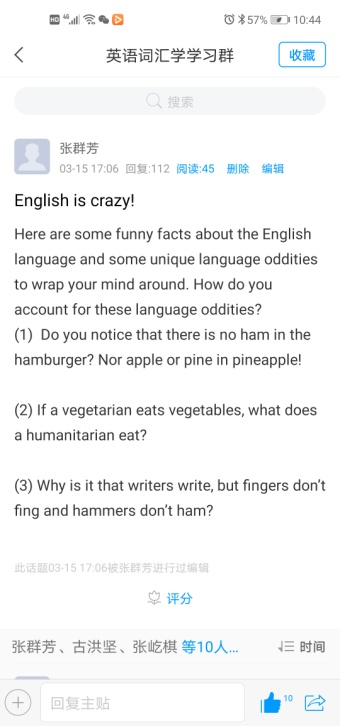 HD 4G 57% 10:44
英语词汇学学习群
收藏
搜索
张群芳
03-15 17:06 回复:112 阅读:45 删除 编辑
English is crazy!
Here are some funny facts about the English
language and some unique language oddities
to wrap your mind around. How do you
account for these language oddities?
(1) Do you notice that there is no ham in the
hamburger? Nor apple or pine in pineapple!
(2) If a vegetarian eats vegetables, what does
a humanitarian eat?
(3) Why is it that writers write, but fingers don't
fing and hammers don't ham?
此话题03-15 17:06被张群芳进行过编辑
评分
张群芳、古洪坚、张屹棋 等10人... 时间
回复主贴
10